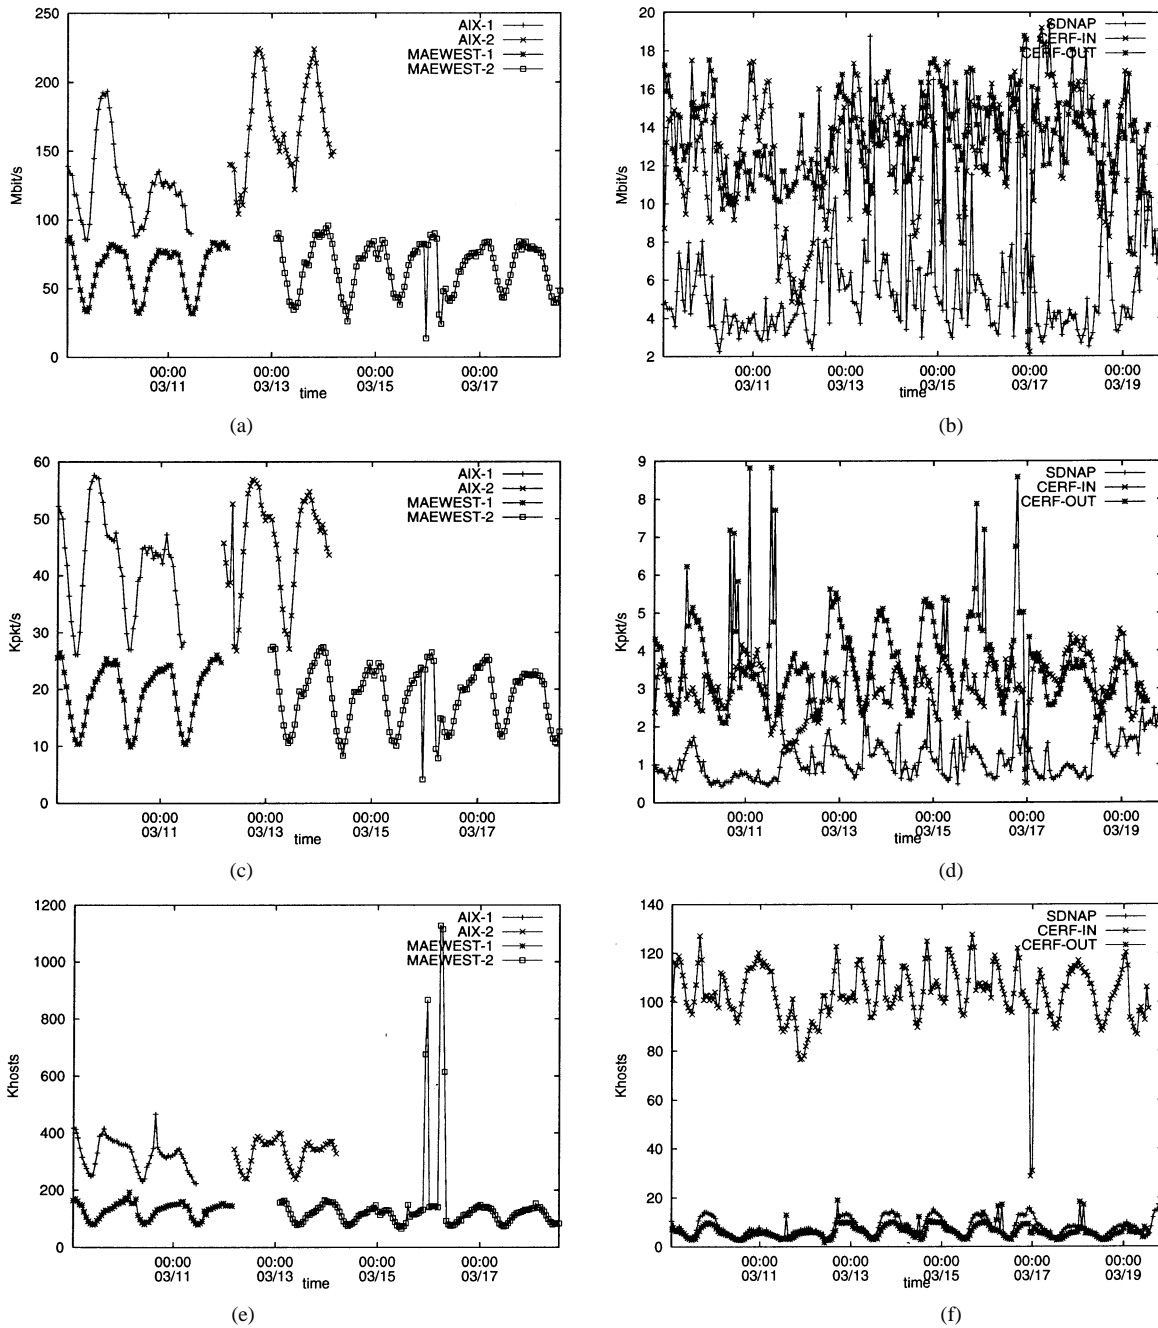 250
200
150
100
50
0
Mbit/s
AIX-1
AIX-2
MAEWEST-1
MAEWEST-2
00:00 00:00 00:00 00:00
03/11 03/13 03/15 03/17
time
(a)
20
18
16
14
12
10
8
6
4
2
Mbit/s
SDNAP
CERF-IN
CERF-OUT
00:00 00:00 00:00 00:00 00:00
03/11 03/13 03/15 03/17 03/19
time
(b)
60
50
40
30
20
10
0
Kpkt/s
AIX-1
AIX-2
MAEWEST-1
MAEWEST-2
00:00 00:00 00:00 00:00
03/11 03/13 03/15 03/17
time
(c)
9
8
7
6
5
4
3
2
1
0
Kpkt/s
SDNAP
CERF-IN
CERF-OUT
00:00 00:00 00:00 00:00 00:00
03/11 03/13 03/15 03/17 03/19
time
(d)
1200
1000
800
600
400
200
0
Khosts
AIX-1
AIX-2
MAEWEST-1
MAEWEST-2
00:00 00:00 00:00 00:00
03/11 03/13 03/15 03/17
time
(e)
140
120
100
80
60
40
20
0
Khosts
SDNAP
CERF-IN
CERF-OUT
00:00 00:00 00:00 00:00 00:00
03/11 03/13 03/15 03/17 03/19
time
(f)